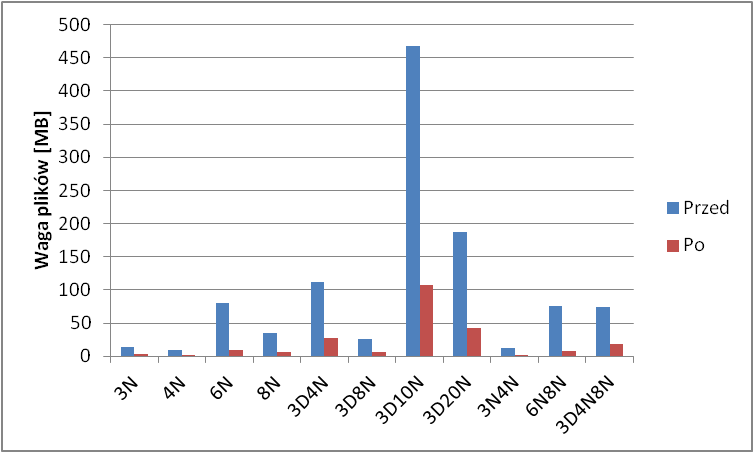 500
450
400
350
300
250
200
150
100
50
0
Waga plików [MB]
3N
4N
6N
8N
3D4N
3D8N
3D10N
3D20N
3N4N
6N8N
3D4N8N
Przed
Po